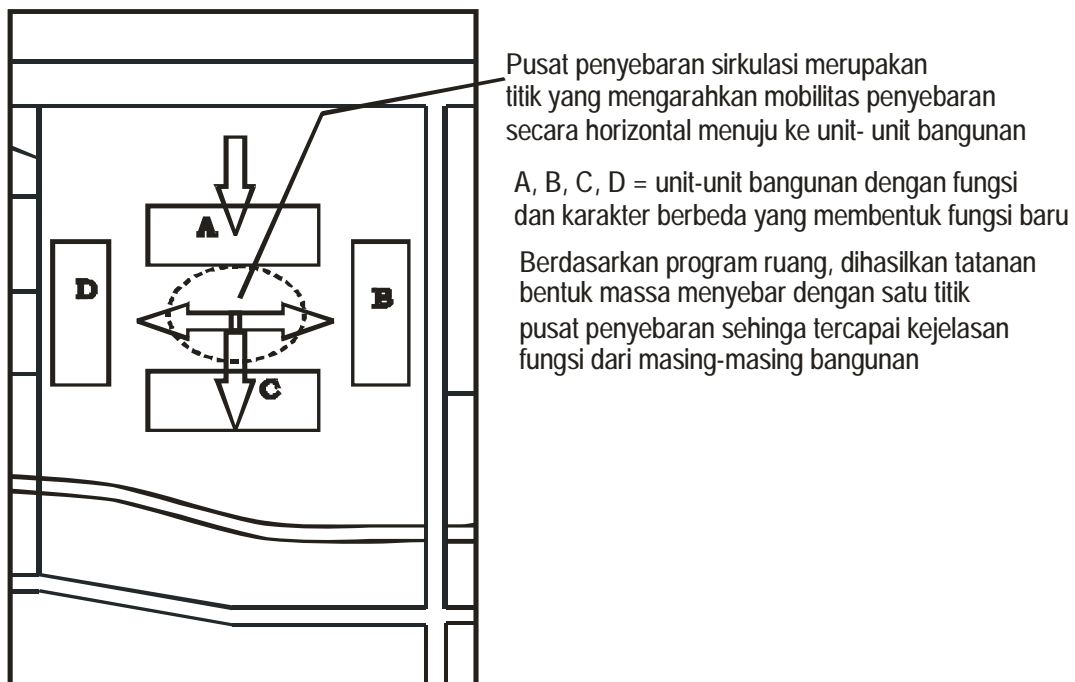 Pusat penyebaran sirkulasi merupakan
titik yang mengarahkan mobilitas penyebaran
secara horizontal menuju ke unit- unit bangunan
A, B, C, D = unit-unit bangunan dengan fungsi
dan karakter berbeda yang membentuk fungsi baru
Berdasarkan program ruang, dihasilkan tatanan
bentuk massa menyebar dengan satu titik
pusat penyebaran sehinga tercapai kejelasan
fungsi dari masing-masing bangunan
A
D
B
C